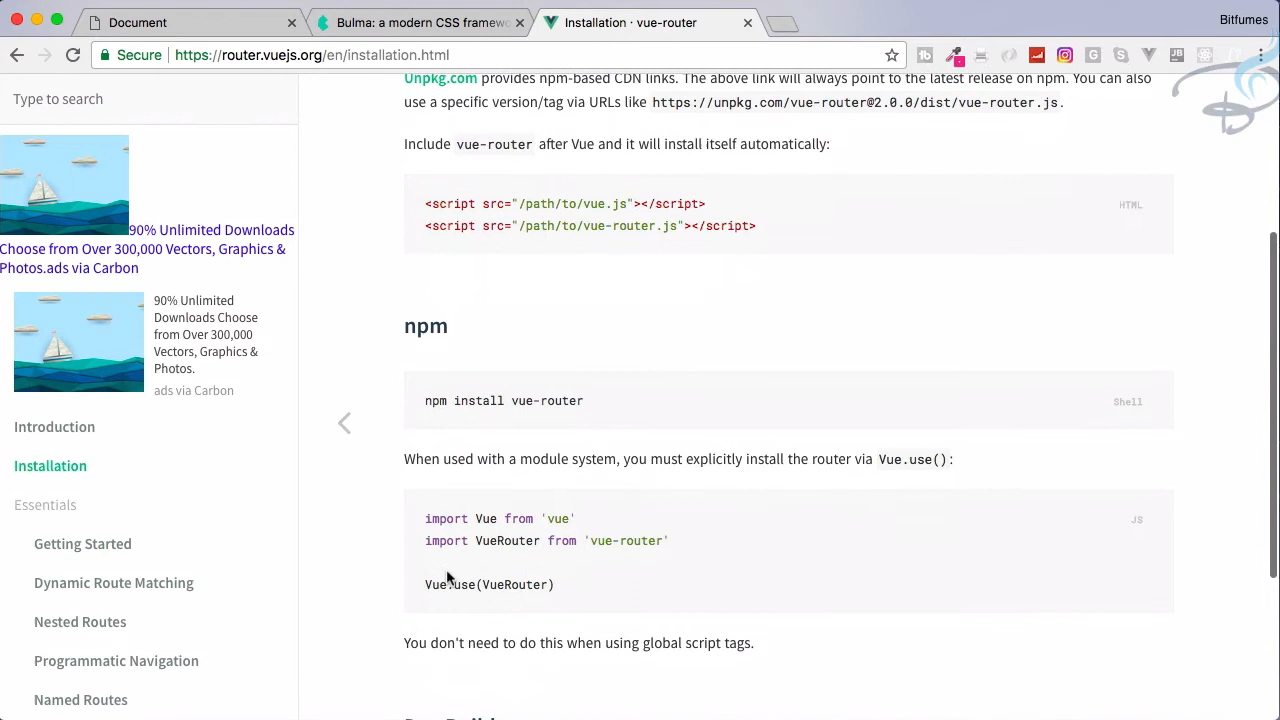 Document
Bulma: a modern CSS framewo
Installation · vue-router
Bitfumes
Secure
https://router.vuejs.org/en/installation.html
Type to search
90% Unlimited Downloads
Choose from Over 300,000 Vectors, Graphics &
Photos.ads via Carbon
90% Unlimited
Downloads Choose
from Over 300,000
Vectors, Graphics &
Photos.
ads via Carbon
Introduction
Installation
Essentials
Getting Started
Dynamic Route Matching
Nested Routes
Programmatic Navigation
Named Routes
Unpkg.com provides npm-based CDN links. The above link will always point to the latest release on npm. You can also
use a specific version/tag via URLs like https://unpkg.com/vue-router@2.0.0/dist/vue-router.js.
Include vue-router after Vue and it will install itself automatically:
HTML
<script src="/path/to/vue.js"></script>
<script src="/path/to/vue-router.js"></script>
npm
npm install vue-router
Shell
When used with a module system, you must explicitly install the router via Vue.use():
import Vue from 'vue'
JS
import VueRouter from 'vue-router'
Vue.use(VueRouter)
You don't need to do this when using global script tags.